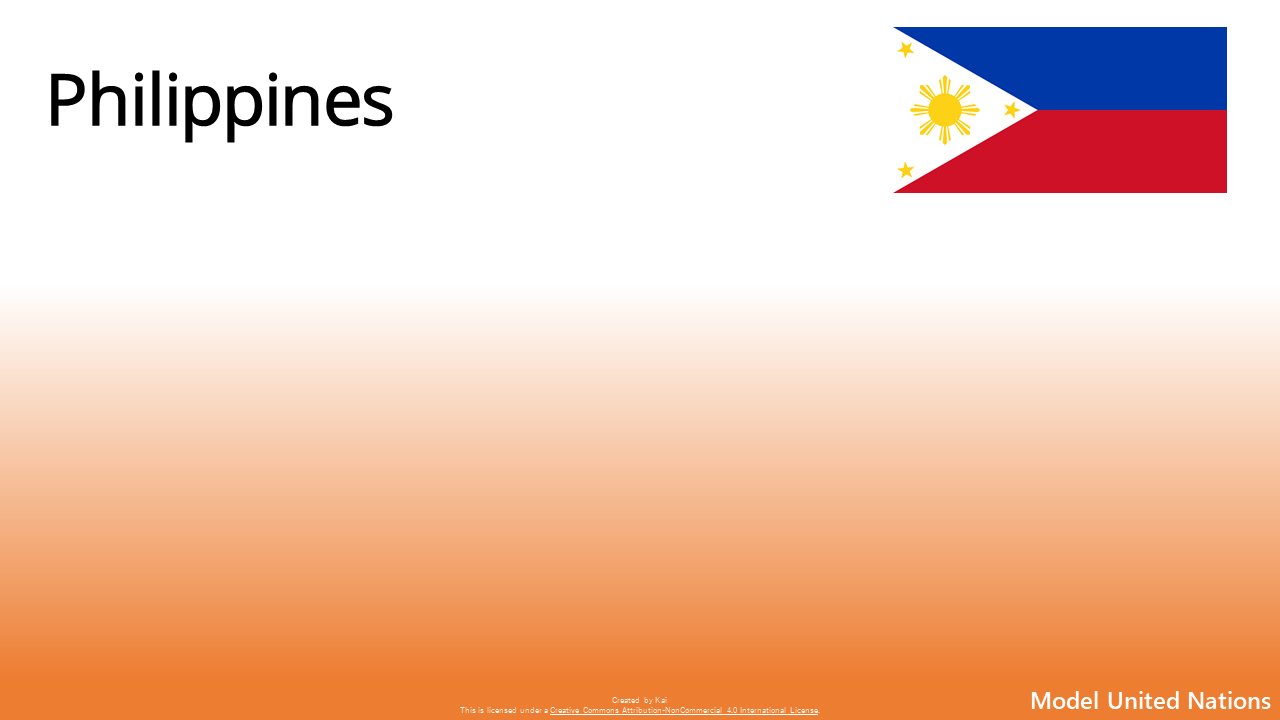 Philippines
Created by Kai
This is licensed under a Creative Commons Attribution-NonCommercial 4.0 International License.
Model United Nations